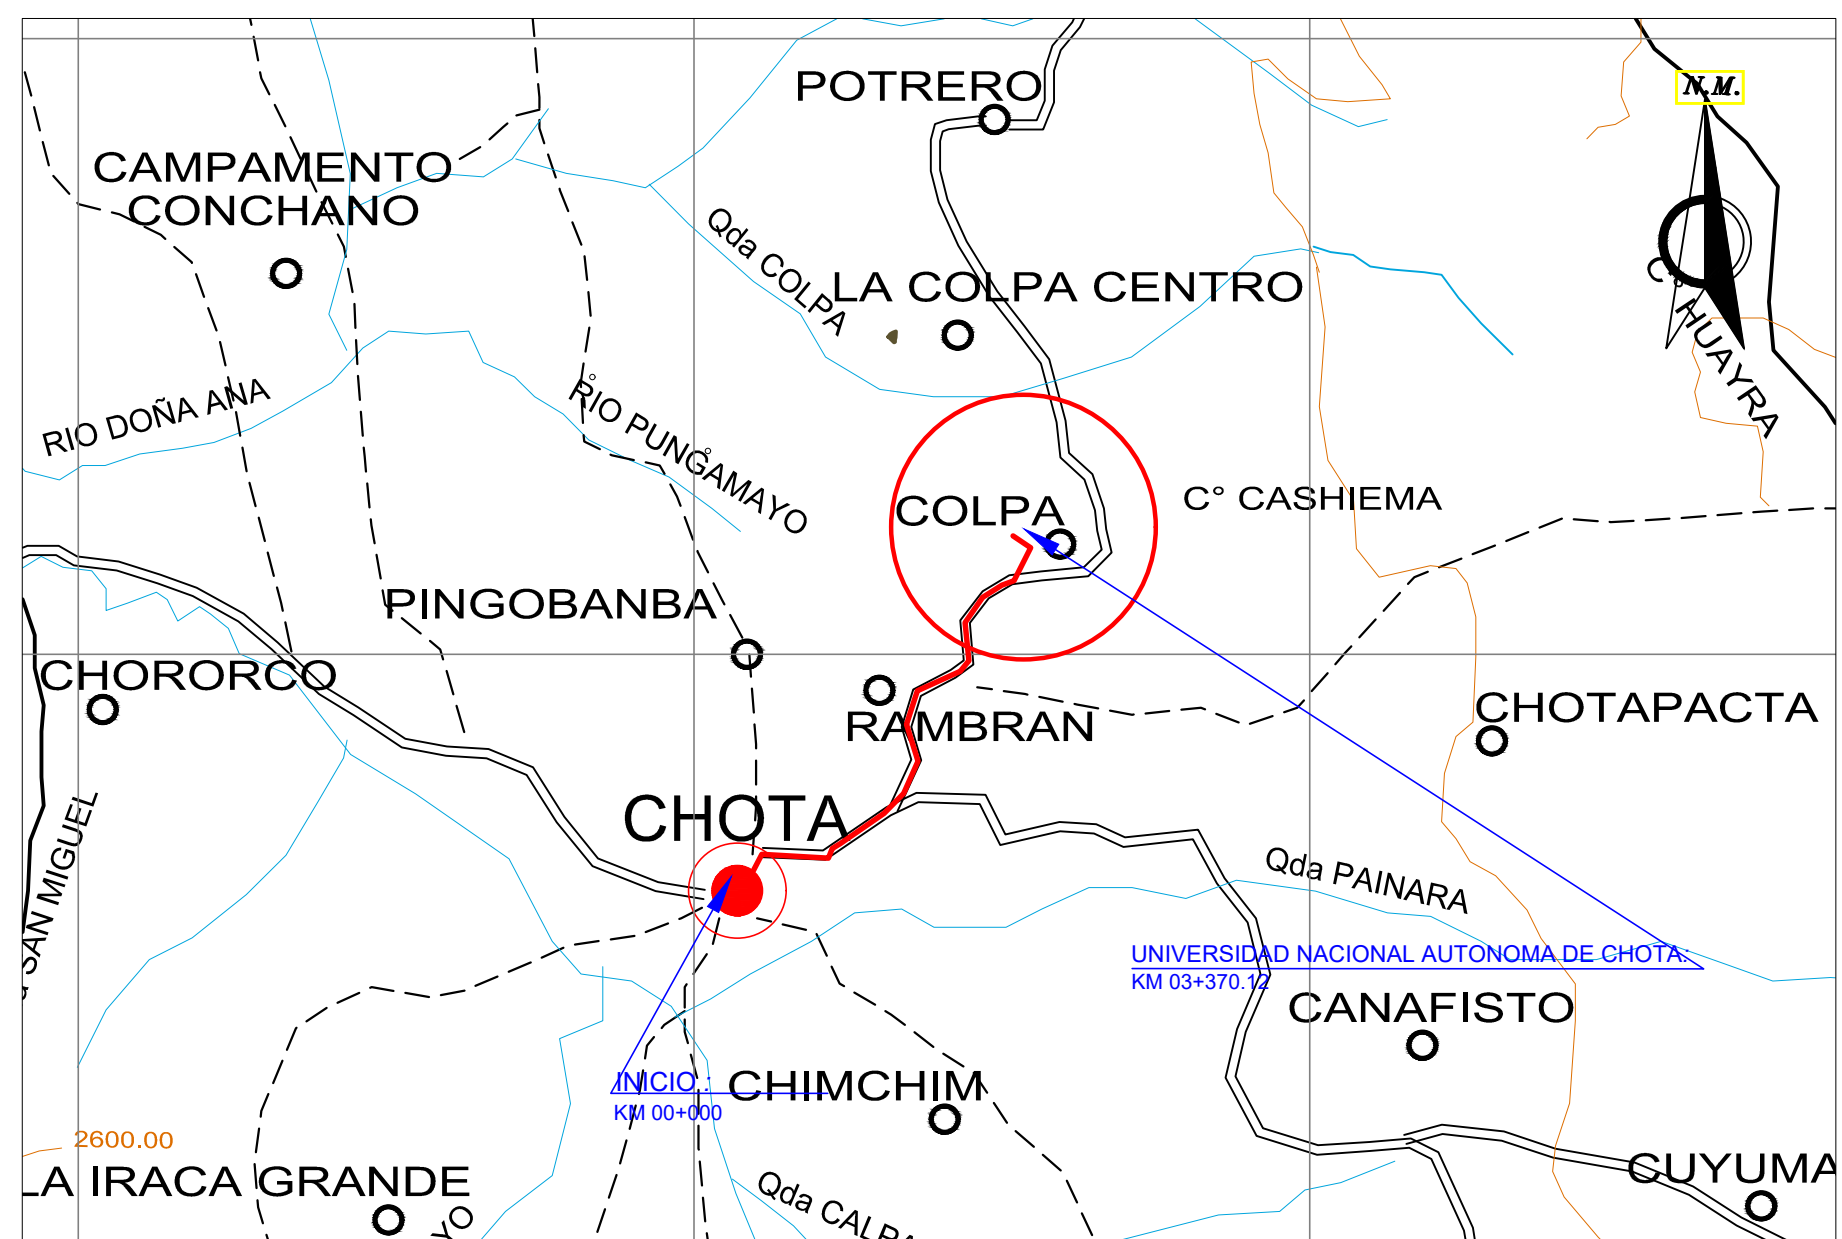 POTRERO
N.M.
CAMPAMENTO
CONCHANO
Qda COLPA
LA COLPA CENTRO
C° HUAYRA
RIO DOÑA ANA
RIO PUNGAMAYO
COLPA
C° CASHIEMA
PINGOBANBA
CHORORCO
RAMBRAN
CHOTAPACTA
CHOTA
SAN MIGUEL
Qda PAINARA
UNIVERSIDAD NACIONAL AUTONOMA DE CHOTA:
KM 03+370.12
CANAFISTO
INICIO :
KM 00+000
CHIMCHIM
2600.00
LA IRACA GRANDE
CUYUMA
Qda CALPA
YO